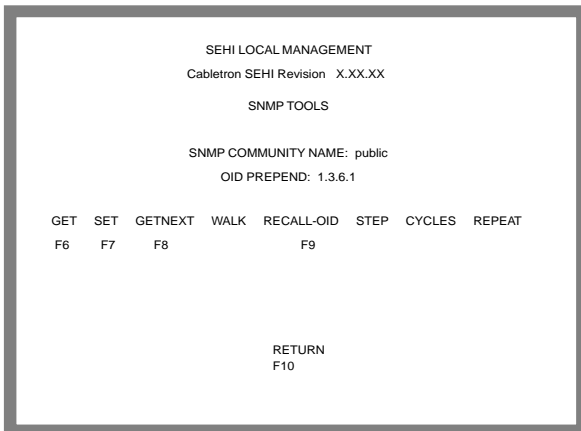 SEHI LOCAL MANAGEMENT
Cabletron SEHI Revision X.XX.XX
SNMP TOOLS
SNMP COMMUNITY NAME: public
OID PREPEND: 1.3.6.1
GET SET GETNEXT WALK RECALL-OID STEP CYCLES REPEAT
F6 F7 F8 F9
RETURN
F10